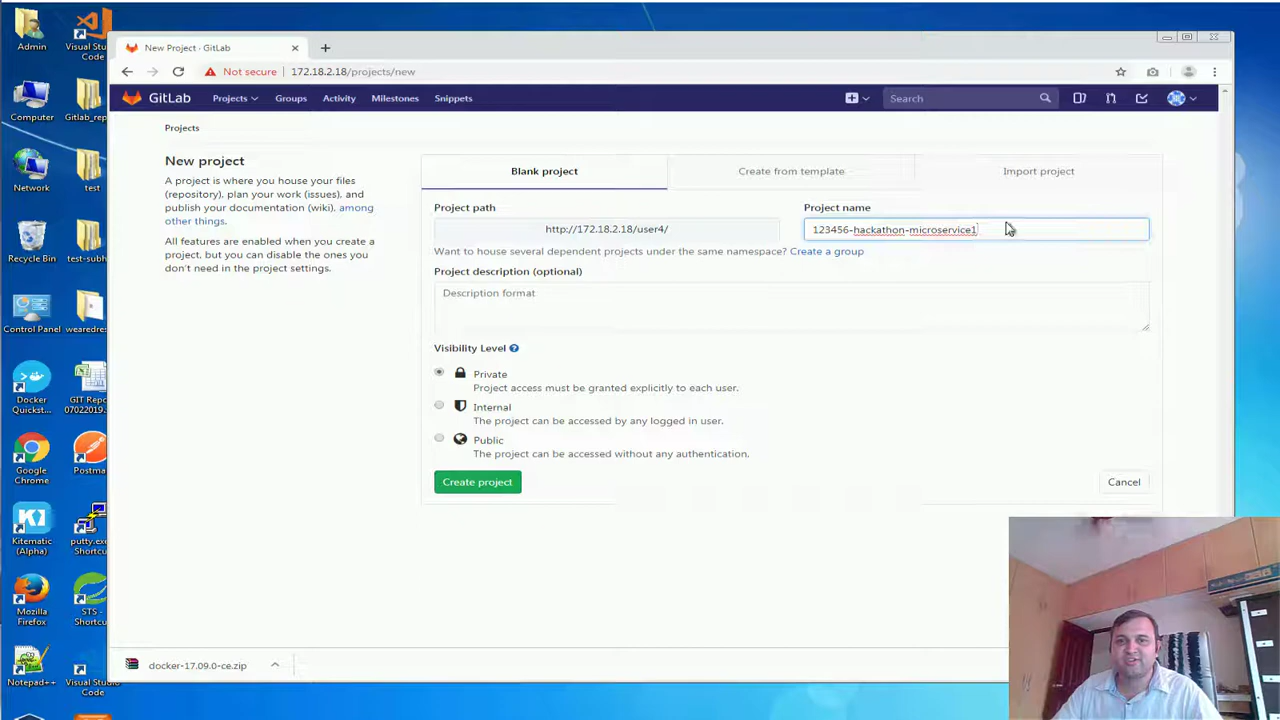 Admin
Visual Studio
Code
Computer
Gitlab_rep
Network
test
Recycle Bin
test-subh
Control Panel
wearedres
Docker
Quickst...
GIT Repo
07022019.
Google
Chrome
Postma
Kitematic
(Alpha)
putty.exe
Shortcu
Mozilla
Firefox
STS -
Shortcu
Notepad++
Visual Studi
Code
New Project · GitLab
Not secure
172.18.2.18/projects/new
GitLab
Projects
Groups
Activity
Milestones
Snippets
Search
Projects
New project
A project is where you house your files
(repository), plan your work (issues), and
publish your documentation (wiki), among
other things.
All features are enabled when you create a
project, but you can disable the ones you
don't need in the project settings.
Blank project
Create from template
Import project
Project path
Project name
http://172.18.2.18/user4/
123456-hackathon-microservice1
Want to house several dependent projects under the same namespace? Create a group
Project description (optional)
Description format
Visibility Level
Private
Project access must be granted explicitly to each user.
Internal
The project can be accessed by any logged in user.
Public
The project can be accessed without any authentication.
Create project
Cancel
docker-17.09.0-ce.zip